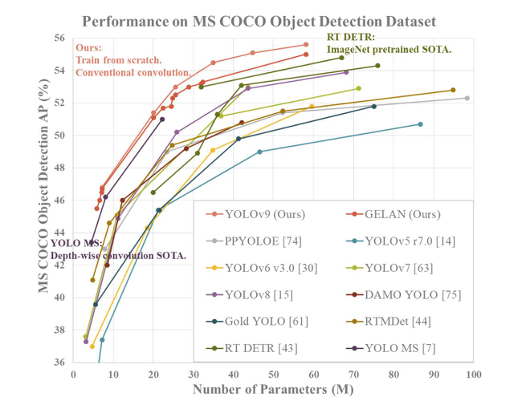 Performance on MS COCO Object Detection Dataset
MS COCO Object Detection AP (%)
56
54
52
50
48
46
44
42
40
38
36
Ours:
Train from scratch.
Conventional convolution.
RT DETR:
ImageNet pretrained SOTA.
YOLO MS:
Depth-wise convolution SOTA.
YOLOv9 (Ours) GELAN (Ours)
PPYOLOE [74] YOLOv5 r7.0 [14]
YOLOv6 v3.0 [30] YOLOv7 [63]
YOLOv8 [15] DAMO YOLO [75]
Gold YOLO [61] RTMDet [44]
RT DETR [43] YOLO MS [7]
0 10 20 30 40 50 60 70 80 90 100
Number of Parameters (M)